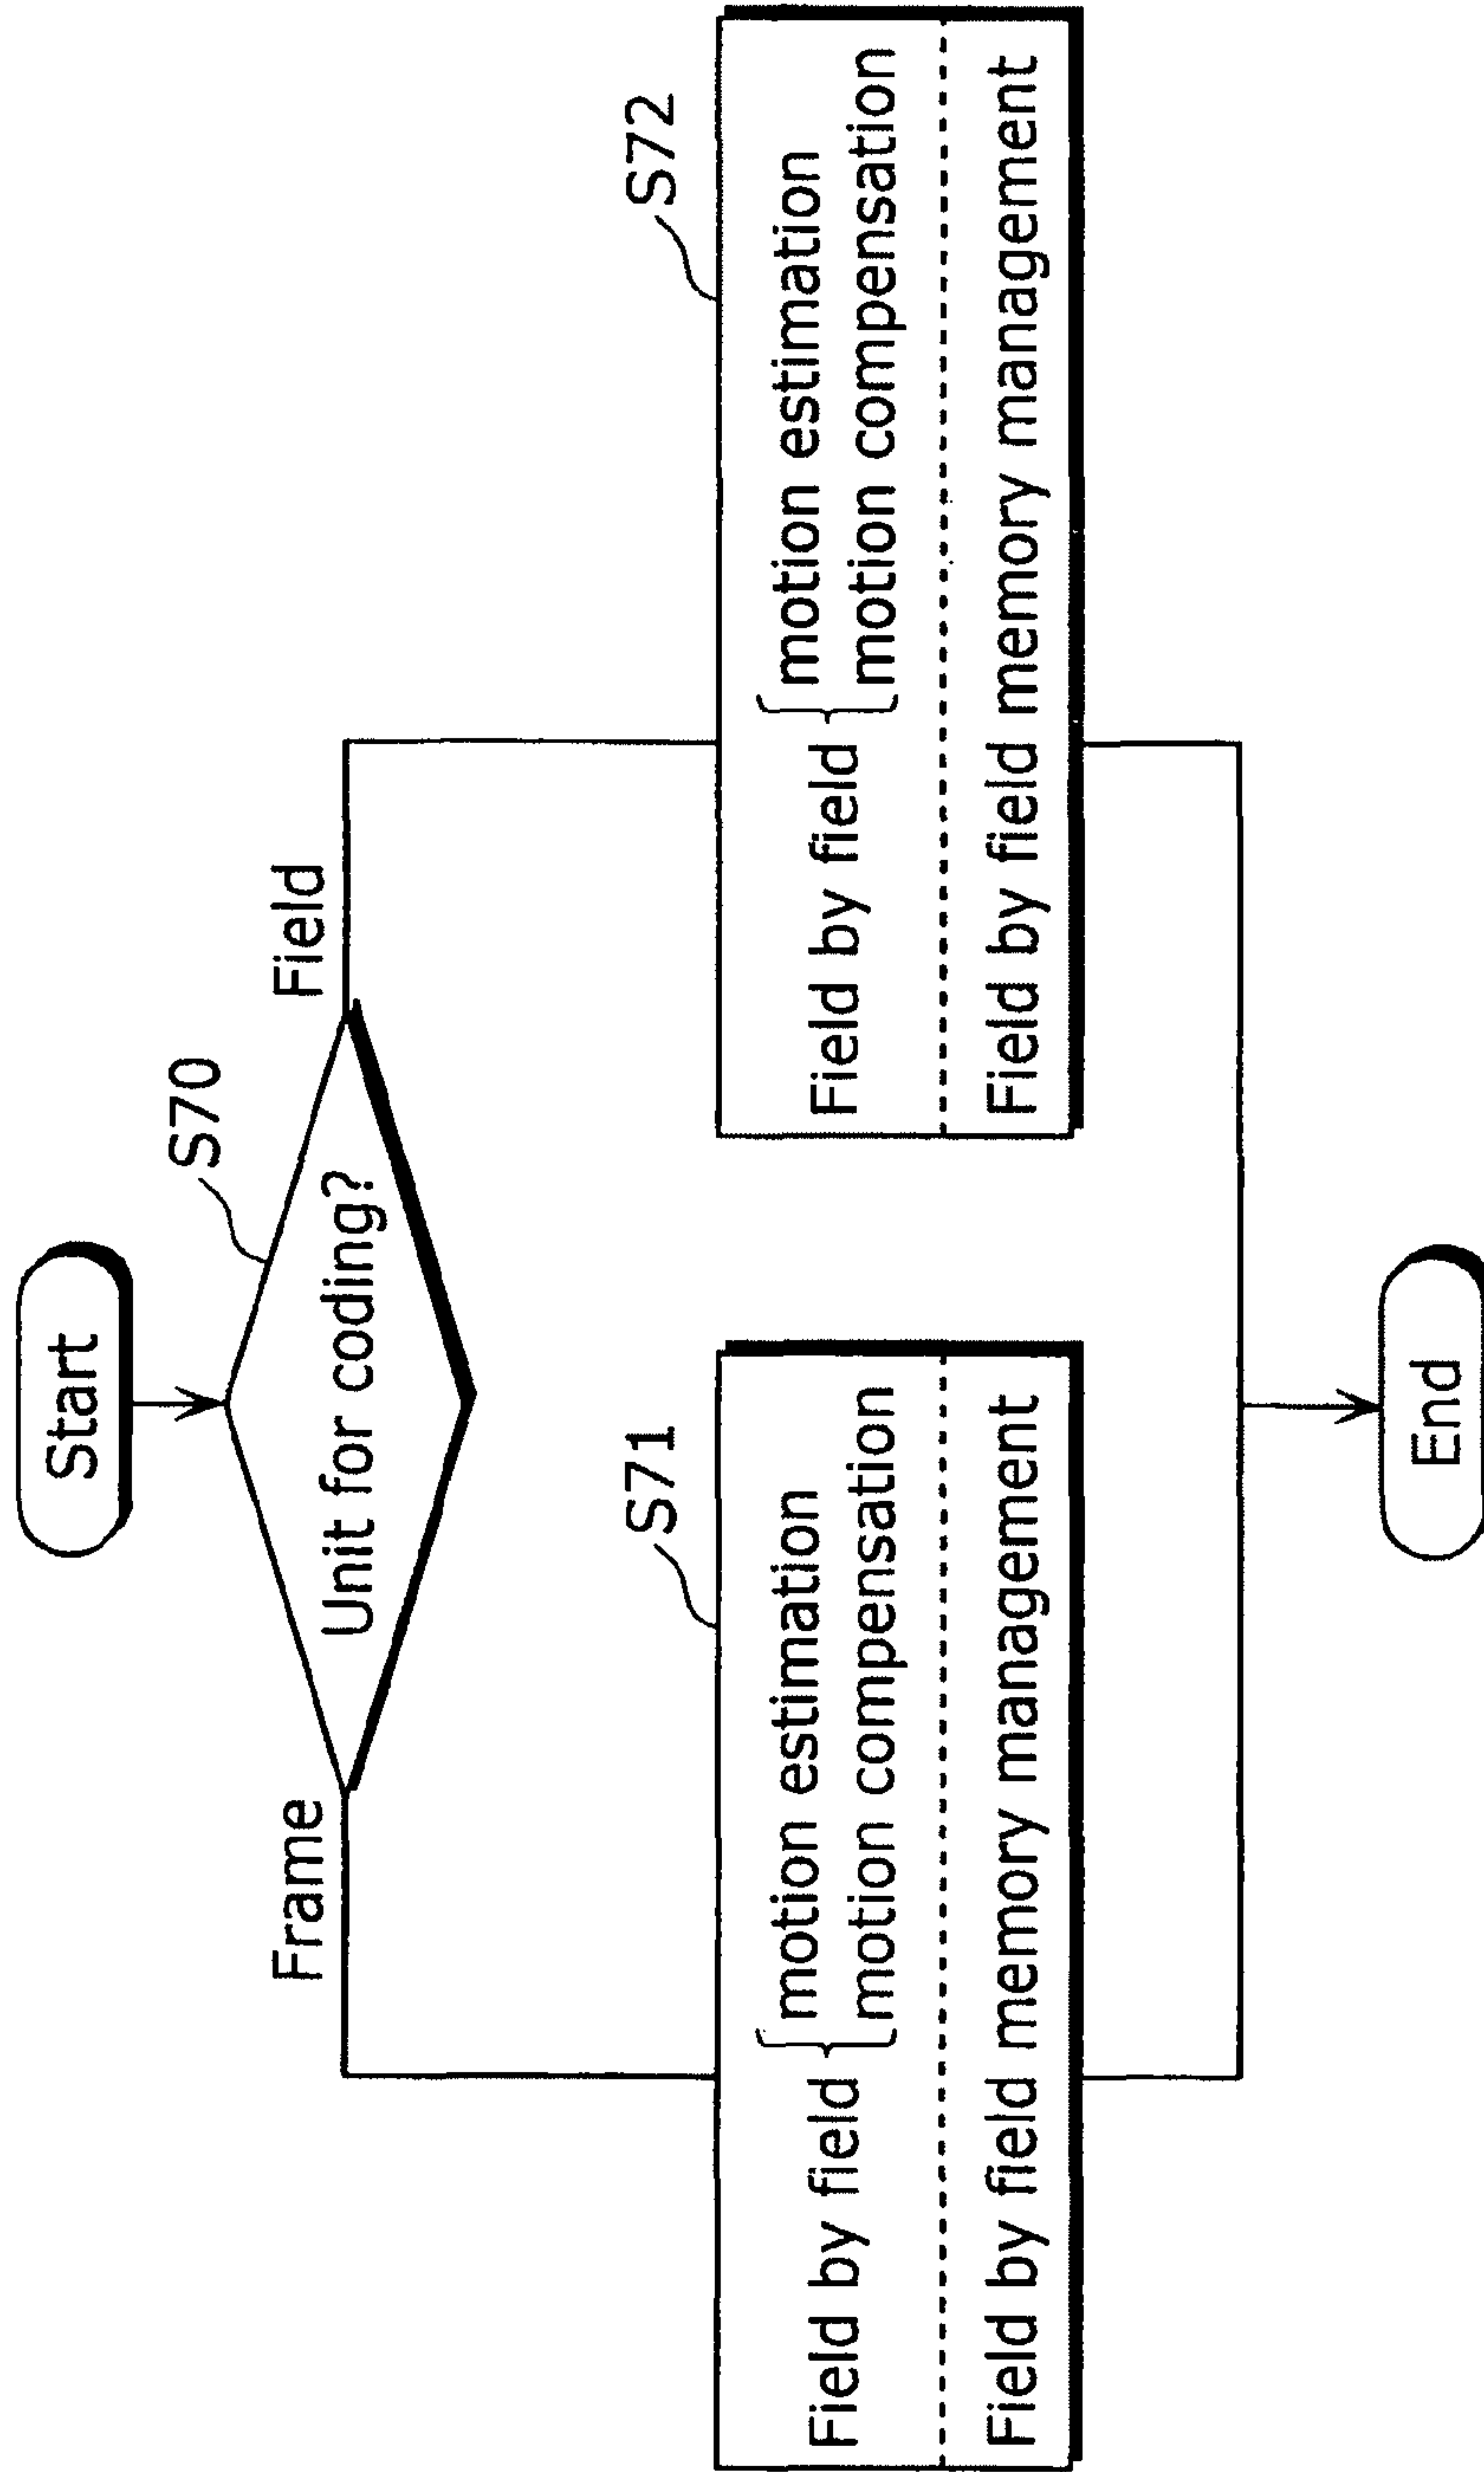 Start
S70
Unit for coding?
Frame
Field
S71
Field by field
motion estimation
motion compensation
Field by field memory management
S72
Field by field
motion estimation
motion compensation
Field by field memory management
End